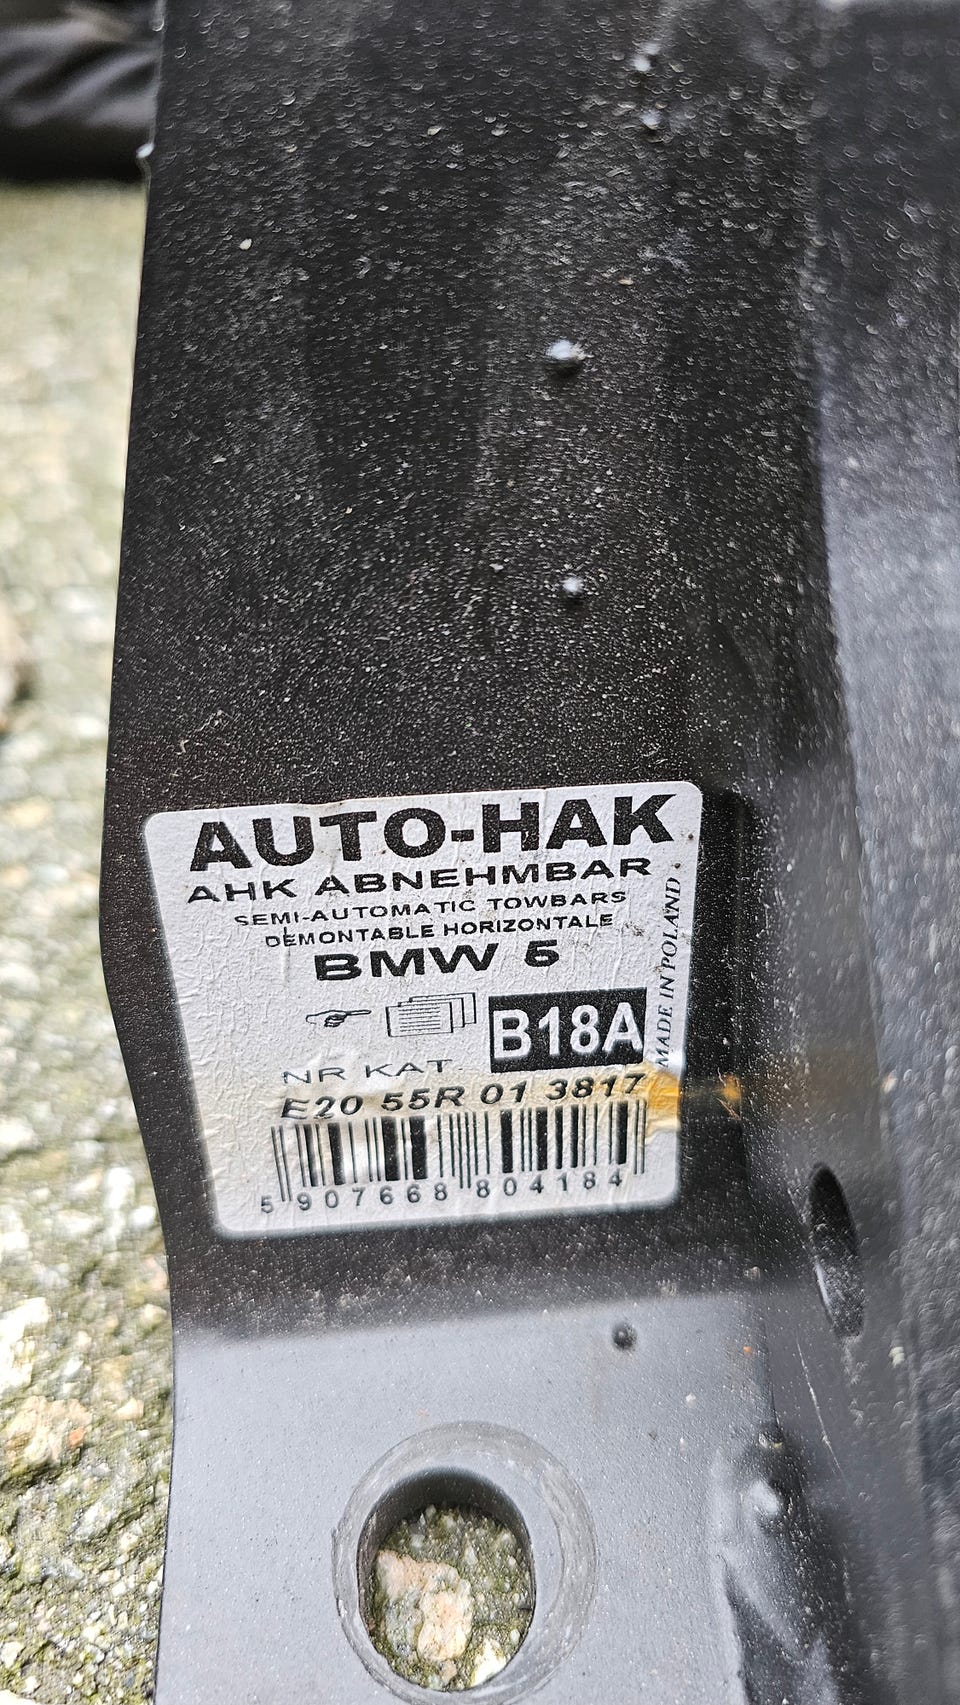 AUTO-HAK
AHK ABNEHMBAR
SEMI-AUTOMATIC TOWBARS
DEMONTABLE HORIZONTALE
BMW 5
B18A
MADE IN POLAND
NR KAT.
E20 55R 01 3817
5 907668 804184